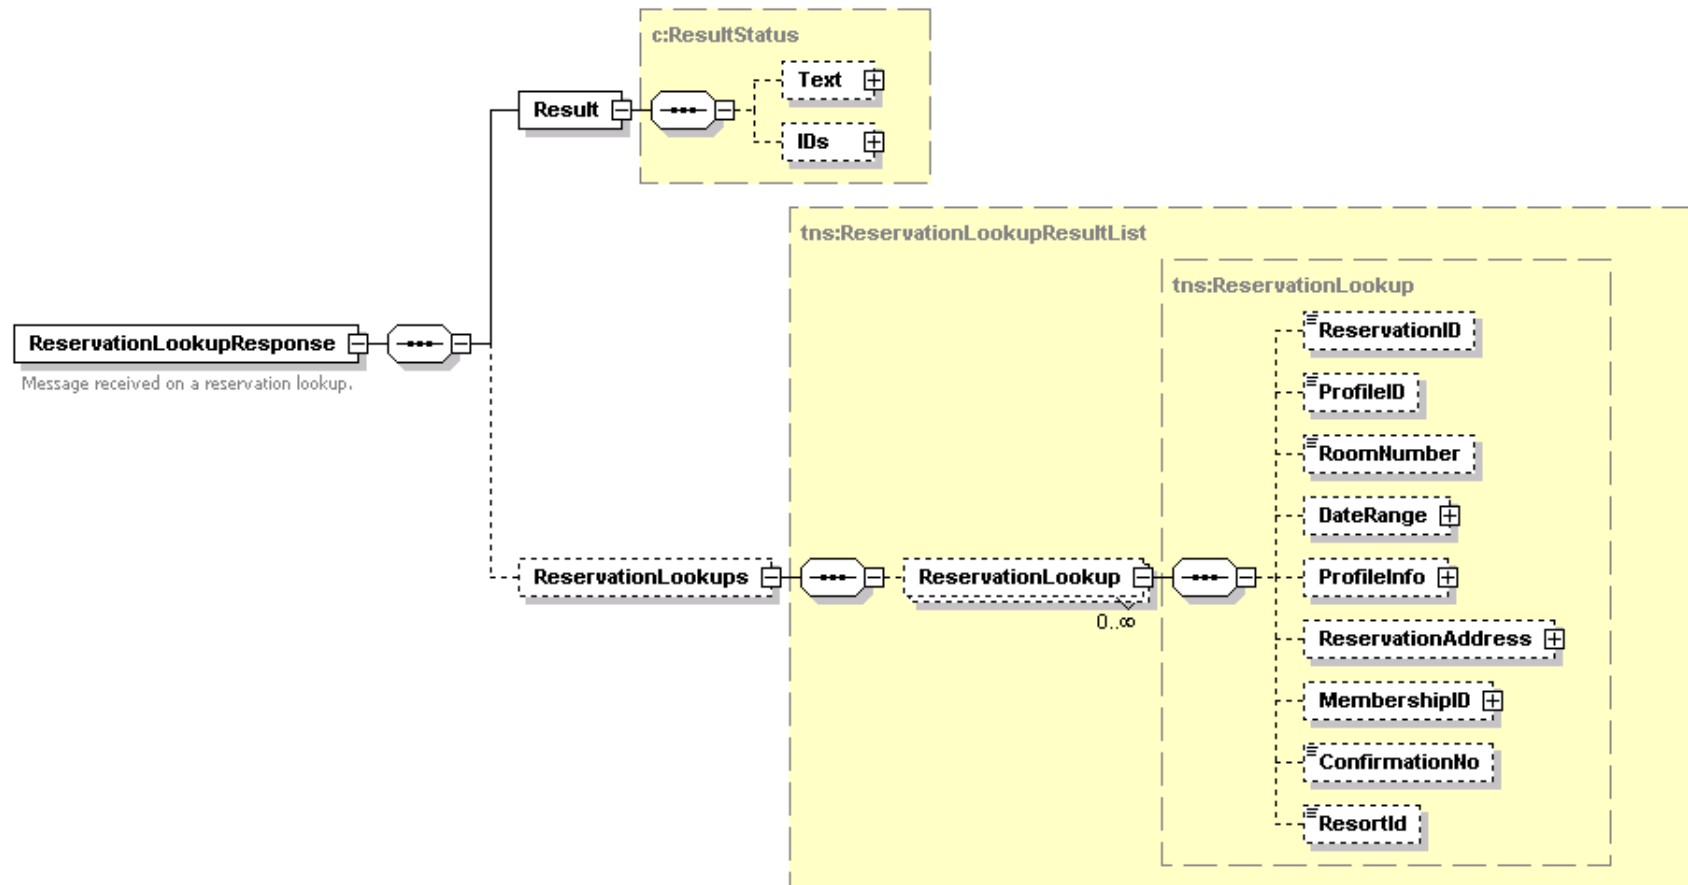 c:ResultStatus
Text
Result
IDs
tns:ReservationLookupResultList
tns:ReservationLookup
ReservationID
ReservationLookupResponse
Message received on a reservation lookup.
ProfileID
RoomNumber
DateRange
ReservationLookups
ReservationLookup
0..∞
ProfileInfo
ReservationAddress
MembershipID
ConfirmationNo
ResortId